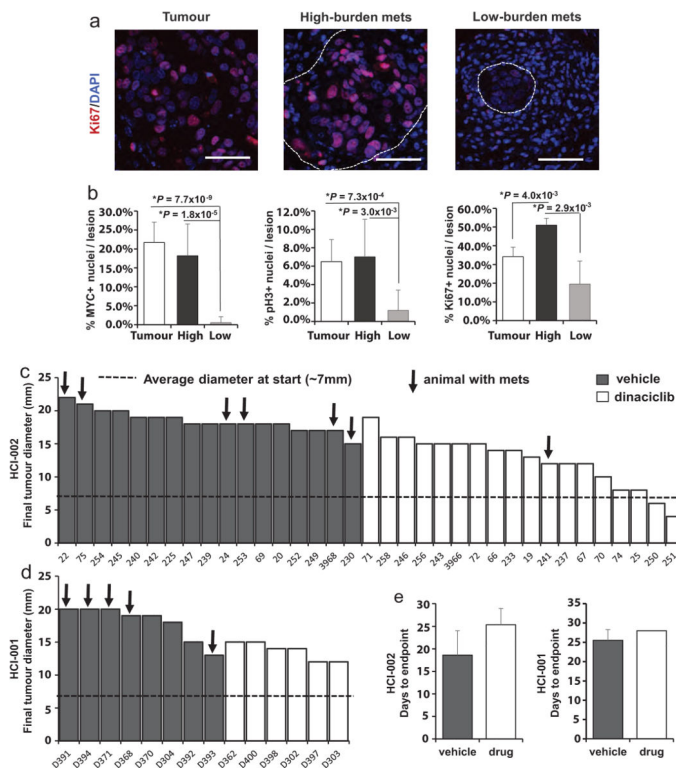 a
Tumour
High-burden mets
Low-burden mets
Ki67/DAPI
b
*P = 7.7x10-9
*P = 1.8x10-5
% MYC+ nuclei / lesion
30.0%
25.0%
20.0%
15.0%
10.0%
5.0%
0.0%
Tumour High Low
*P = 7.3x10-4
*P = 3.0x10-3
% pH3+ nuclei / lesion
12.0%
10.0%
8.0%
6.0%
4.0%
2.0%
0.0%
Tumour High Low
*P = 4.0x10-3
*P = 2.9x10-3
% Ki67+ nuclei / lesion
60.0%
50.0%
40.0%
30.0%
20.0%
10.0%
0.0%
Tumour High Low
c
Average diameter at start (~7mm)
animal with mets
vehicle
dinaciclib
HCI-002
Final tumour diameter (mm)
25
20
15
10
5
0
22 75 254 245 240 242 225 247 239 24 253 69 20 252 249 3968 230 71 258 246 256 243 3966 72 66 233 19 241 237 67 70 74 25 250 251
d
HCI-001
Final tumour diameter (mm)
25
20
15
10
5
0
D391 D394 D371 D368 D370 D304 D392 D393 D362 D400 D398 D302 D397 D303
e
HCI-002
Days to endpoint
30
25
20
15
10
5
0
vehicle drug
HCI-001
Days to endpoint
35
30
25
20
15
10
5
0
vehicle drug